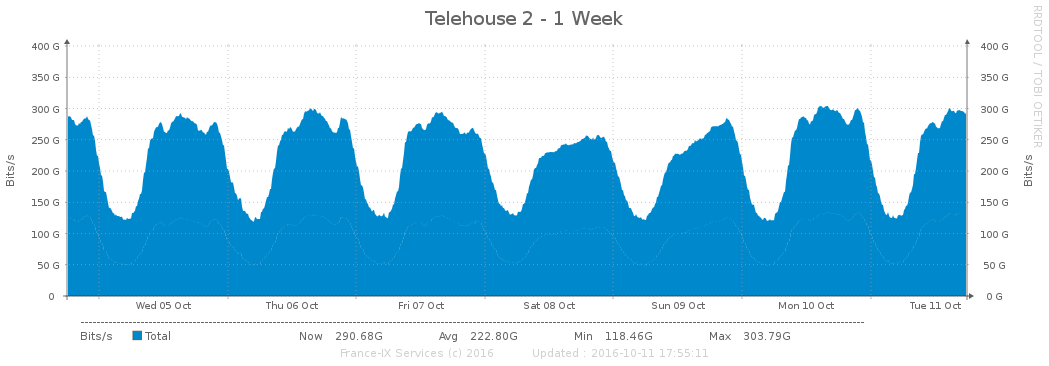 Telehouse 2 - 1 Week
RRDTOOL / TOBI OETIKER
400 G 400 G
350 G 350 G
300 G 300 G
250 G 250 G
200 G 200 G
150 G 150 G
100 G 100 G
50 G 50 G
0 0 G
Bits/s Bits/s
Wed 05 Oct Thu 06 Oct Fri 07 Oct Sat 08 Oct Sun 09 Oct Mon 10 Oct Tue 11 Oct
Bits/s Total Now 290.68G Avg 222.80G Min 118.46G Max 303.79G
France-IX Services (c) 2016 Updated : 2016-10-11 17:55:11